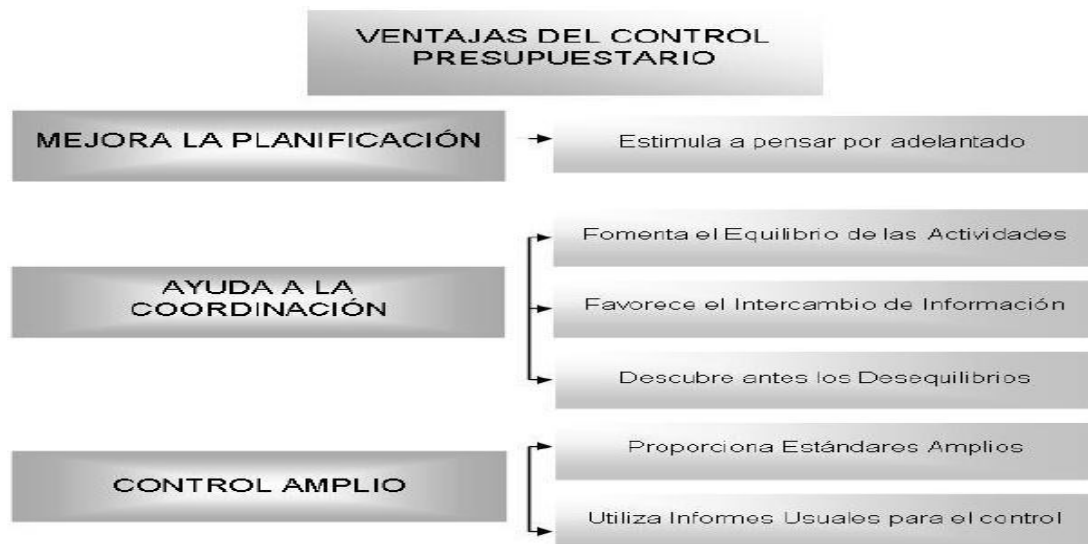 VENTAJAS DEL CONTROL
PRESUPUESTARIO
MEJORA LA PLANIFICACIÓN
Estimula a pensar por adelantado
AYUDA A LA
COORDINACIÓN
Fomenta el Equilibrio de las Actividades
Favorece el Intercambio de Información
Descubre antes los Desequilibrios
CONTROL AMPLIO
Proporciona Estándares Amplios
Utiliza Informes Usuales para el control